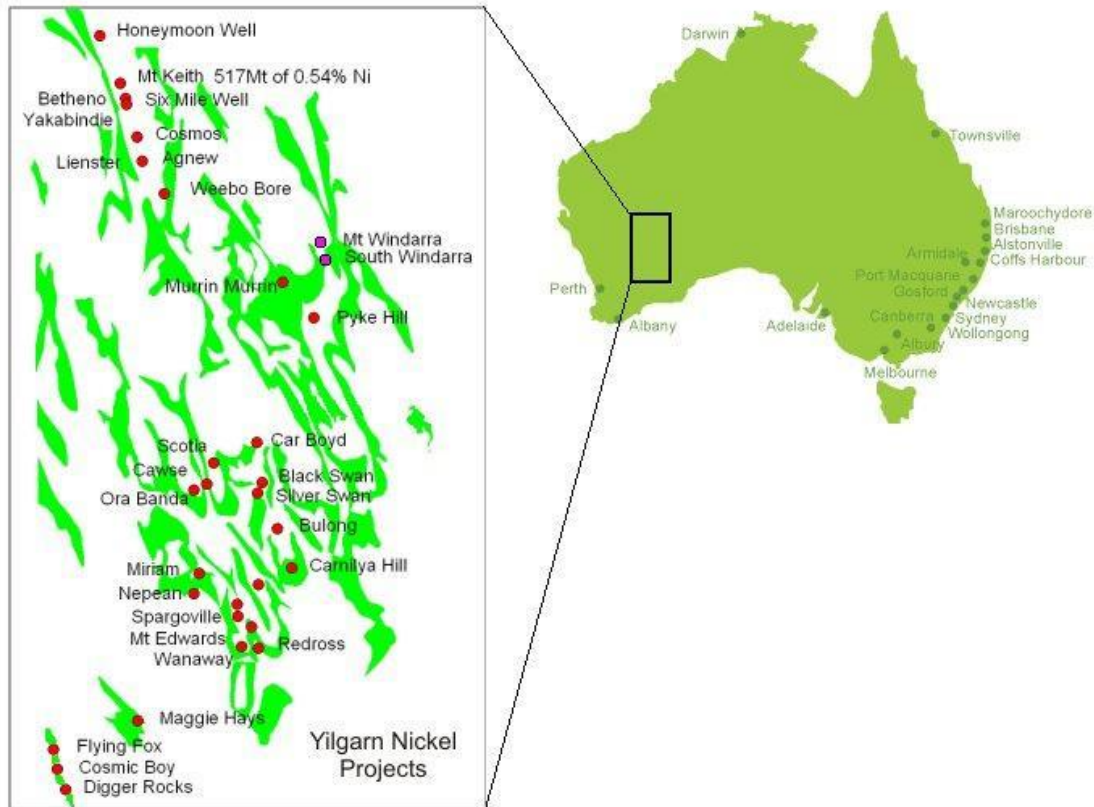 Honeymoon Well
Mt Keith 517Mt of 0.54% Ni
Betheno
Six Mile Well
Yakabindie
Cosmos
Lienster
Agnew
Weebo Bore
Mt Windarra
South Windarra
Murrin Murrin
Pyke Hill
Car Boyd
Scotia
Cawse
Black Swan
Ora Banda
Silver Swan
Bulong
Miriam
Carnilya Hill
Nepean
Spargoville
Mt Edwards
Redross
Wanaway
Maggie Hays
Flying Fox
Cosmic Boy
Digger Rocks
Yilgarn Nickel
Projects
Darwin
Townsville
Maroochydore
Brisbane
Alstonville
Armidale
Coffs Harbour
Port Macquarie
Gosford
Newcastle
Perth
Canberra
Sydney
Albany
Adelaide
Wollongong
Albury
Melbourne